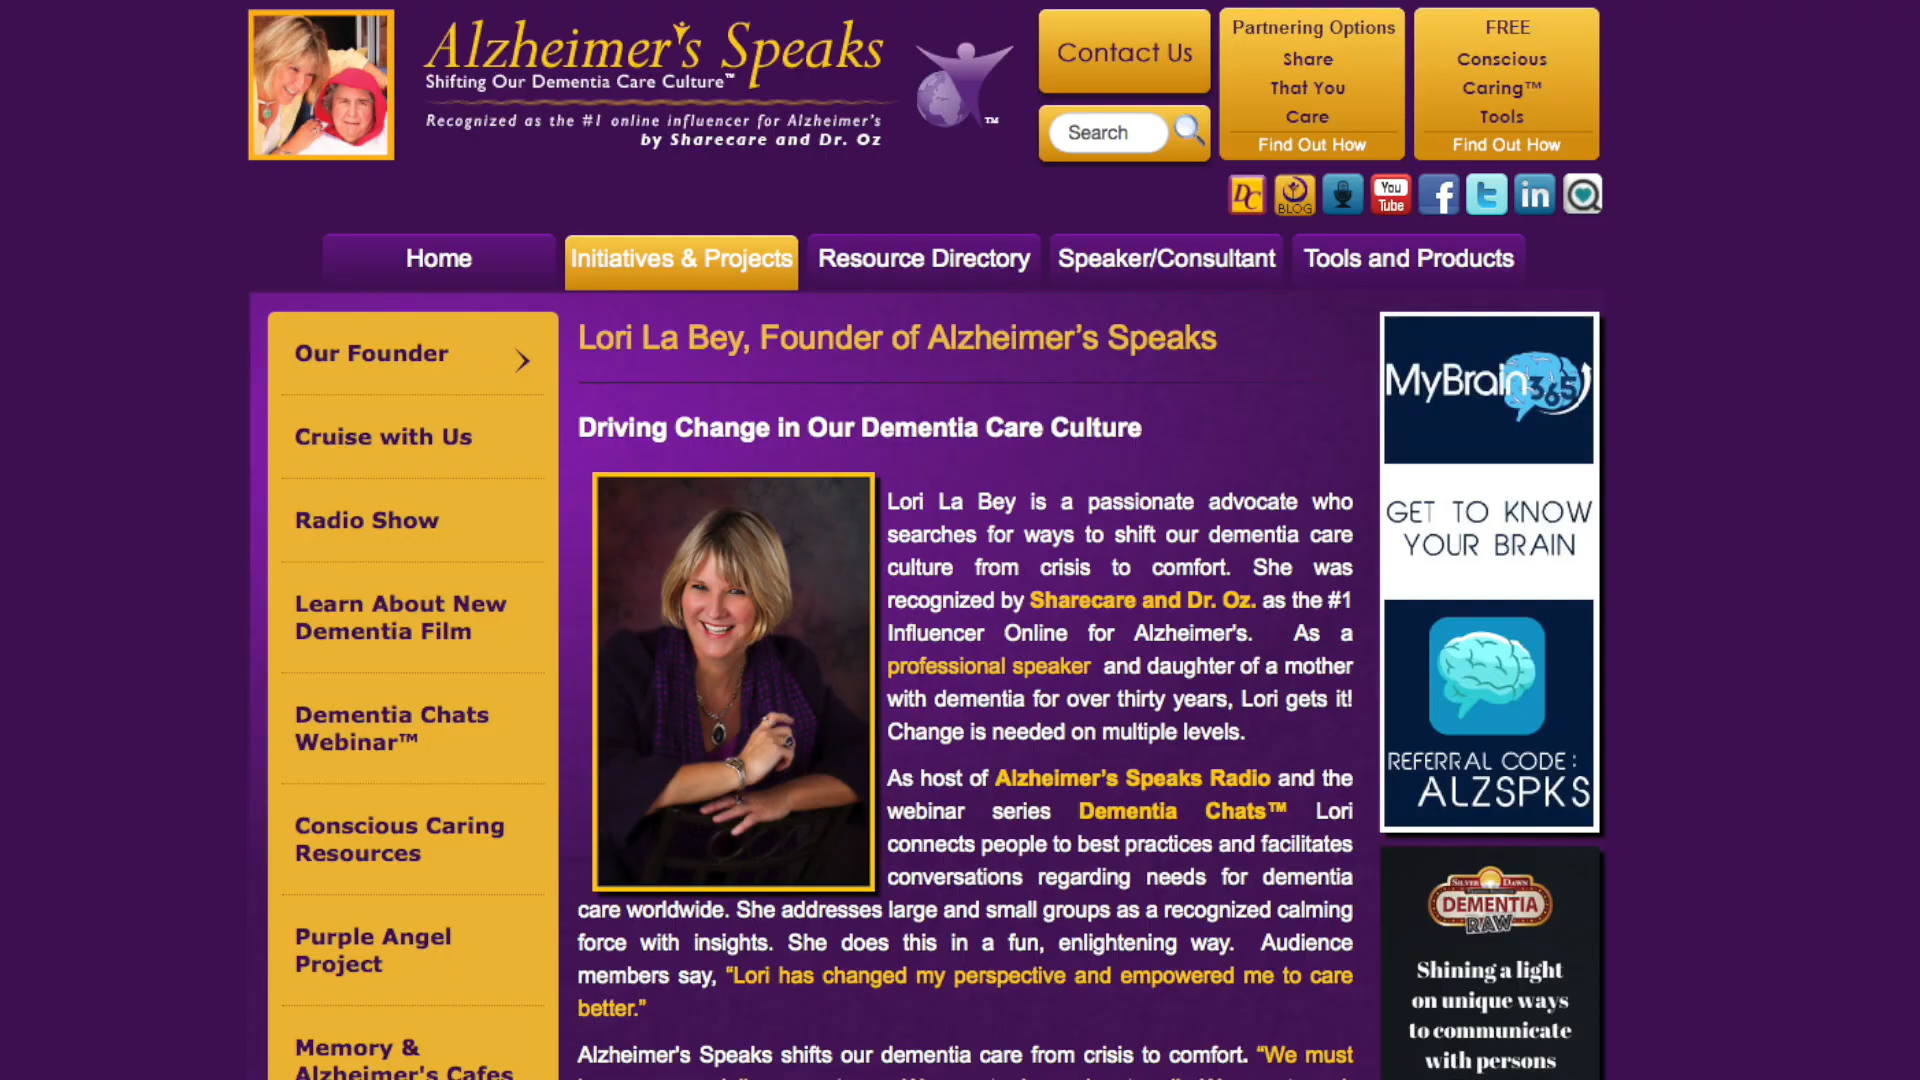 Alzheimer's Speaks
Shifting Our Dementia Care Culture™
Recognized as the #1 online influencer for Alzheimer's
by Sharecare and Dr. Oz
TM
Contact Us
Search
Partnering Options
Share
That You
Care
Find Out How
FREE
Conscious
Caring™
Tools
Find Out How
DC
BLOG
You
Tube
f
t
in
Home
Initiatives & Projects
Resource Directory
Speaker/Consultant
Tools and Products
Our Founder
Cruise with Us
Radio Show
Learn About New
Dementia Film
Dementia Chats
Webinar™
Conscious Caring
Resources
Purple Angel
Project
Memory &
Alzheimer's Cafes
Lori La Bey, Founder of Alzheimer’s Speaks
Driving Change in Our Dementia Care Culture
Lori La Bey is a passionate advocate who
searches for ways to shift our dementia care
culture from crisis to comfort. She was
recognized by Sharecare and Dr. Oz. as the #1
Influencer Online for Alzheimer's. As a
professional speaker and daughter of a mother
with dementia for over thirty years, Lori gets it!
Change is needed on multiple levels.
As host of Alzheimer’s Speaks Radio and the
webinar series Dementia Chats™ Lori
connects people to best practices and facilitates
conversations regarding needs for dementia
care worldwide. She addresses large and small groups as a recognized calming
force with insights. She does this in a fun, enlightening way. Audience
members say, “Lori has changed my perspective and empowered me to care
better.”
Alzheimer's Speaks shifts our dementia care from crisis to comfort. “We must
MyBrain365
GET TO KNOW
YOUR BRAIN
REFERRAL CODE:
ALZSPKS
SILVER DAWN
DEMENTIA
RAW
Shining a light
on unique ways
to communicate
with persons